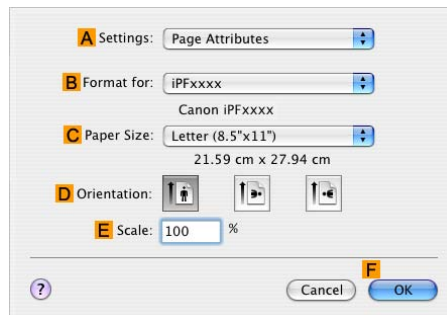 A Settings: Page Attributes
B Format for: iPFxxxx
Canon iPFxxxx
C Paper Size: Letter (8.5"x11")
21.59 cm x 27.94 cm
D Orientation:
E Scale: 100 %
F
? Cancel OK